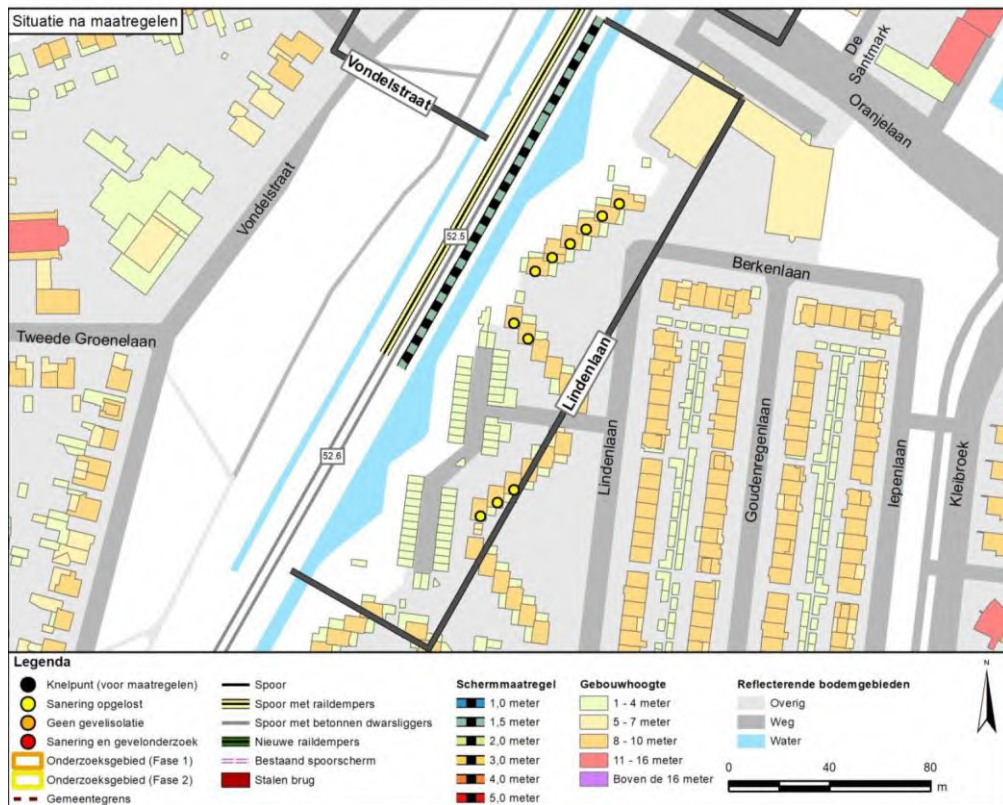 Situatie na maatregelen
Vondelstraat
Vondelstraat
De
Santmark
Oranjelaan
52.5
Berkenlaan
Tweede Groenelaan
Lindenlaan
52.6
Lindenlaan
Goudenregenlaan
Iepenlaan
Kleibroek
Legenda
Knelpunt (voor maatregelen)
Sanering opgelost
Geen gevelisolatie
Sanering en gevelonderzoek
Onderzoeksgebied (Fase 1)
Onderzoeksgebied (Fase 2)
Gemeentegrens
Spoor
Spoor met raildempers
Spoor met betonnen dwarsliggers
Nieuwe raildempers
Bestaand spoorscherm
Stalen brug
Schermmaatregel
1,0 meter
1,5 meter
2,0 meter
3,0 meter
4,0 meter
5,0 meter
Gebouwhoogte
1 - 4 meter
5 - 7 meter
8 - 10 meter
11 - 16 meter
Boven de 16 meter
Reflecterende bodemgebieden
Overig
Weg
Water
N
0 40 80
m